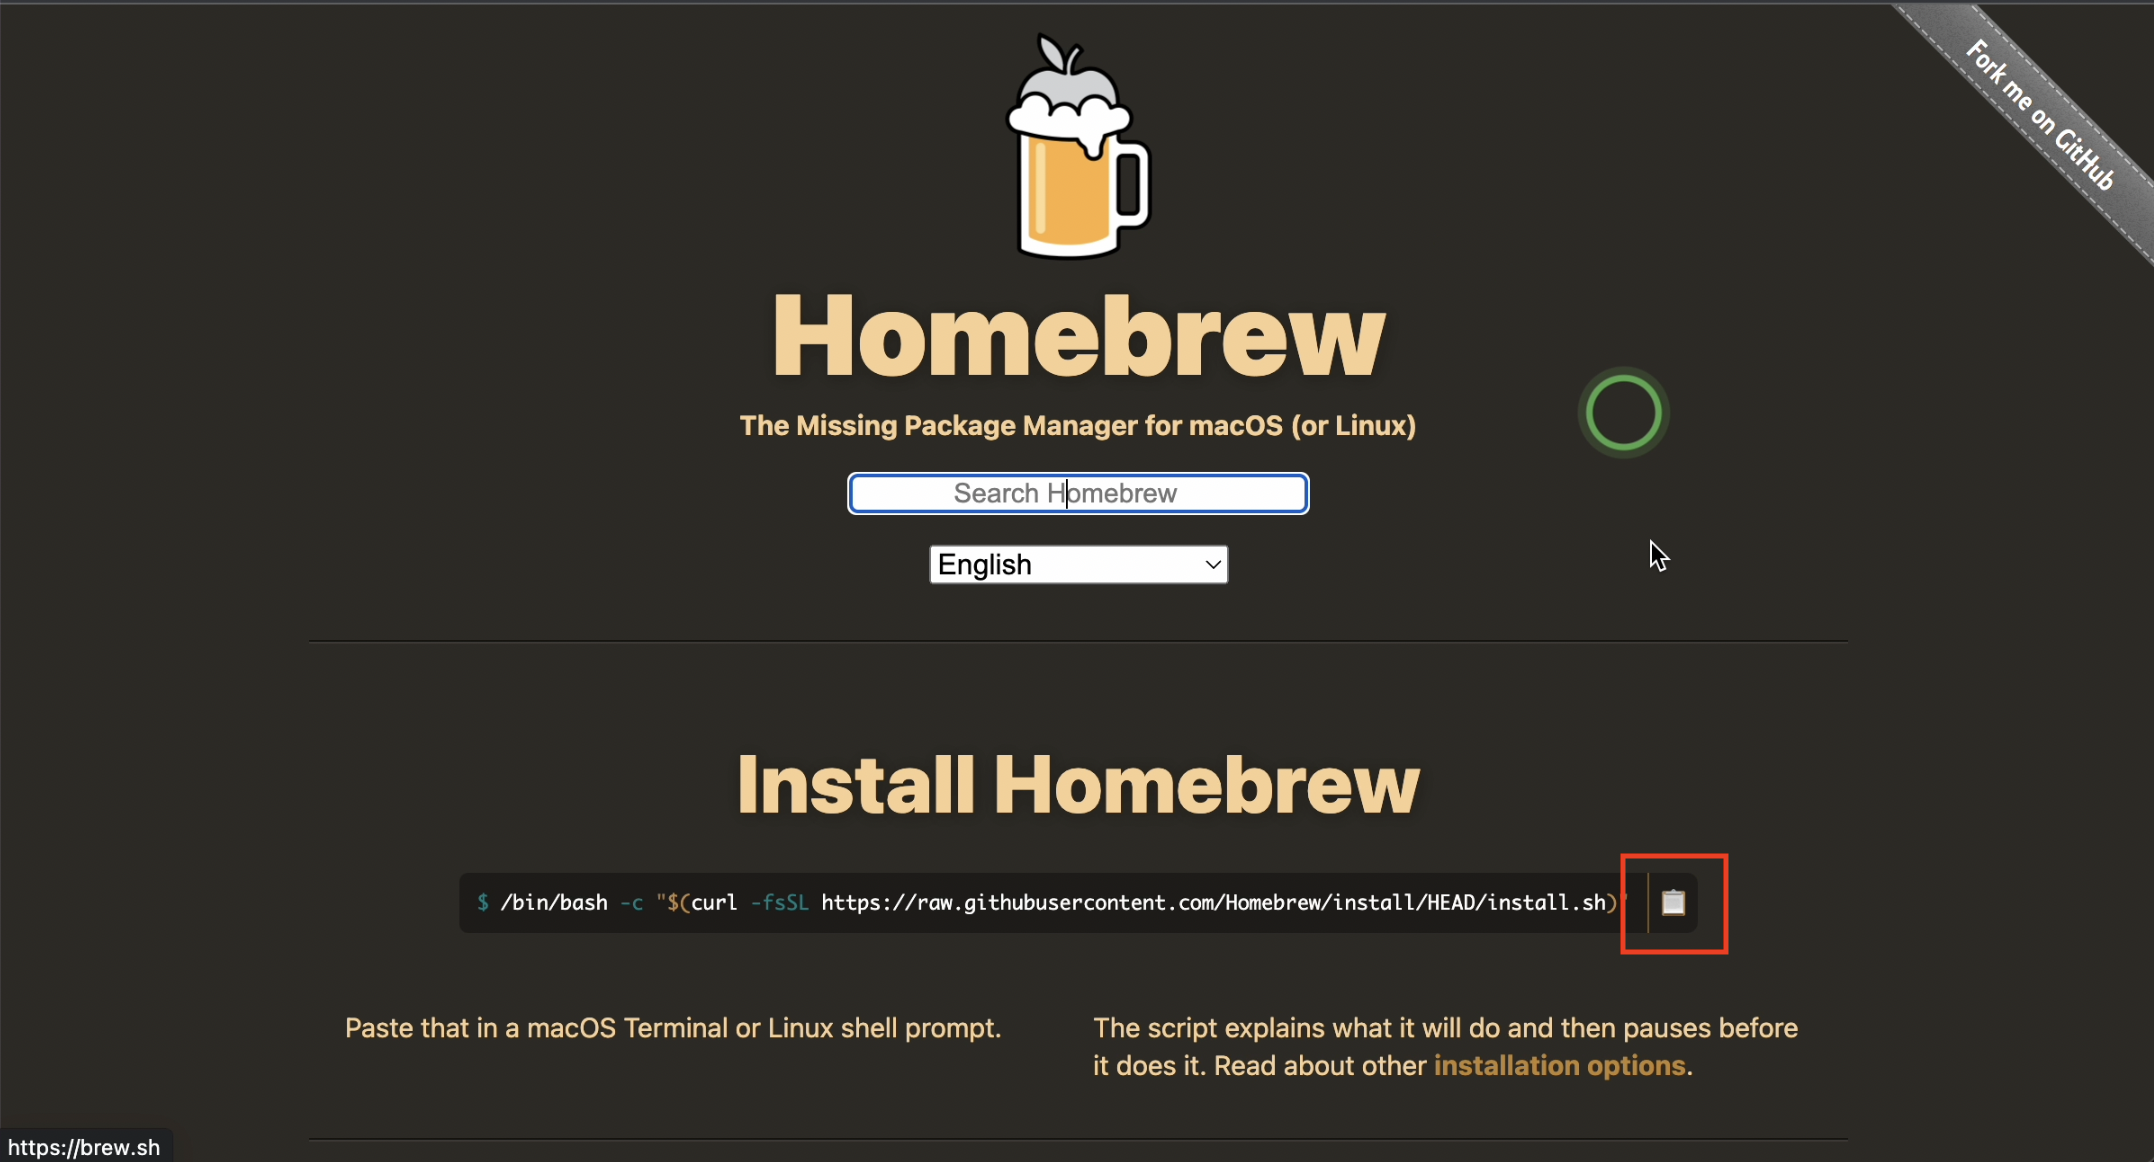 Fork me on GitHub
Homebrew
The Missing Package Manager for macOS (or Linux)
Search Homebrew
English
Install Homebrew
$ /bin/bash -c "$(curl -fsSL https://raw.githubusercontent.com/Homebrew/install/HEAD/install.sh)"
Paste that in a macOS Terminal or Linux shell prompt.
The script explains what it will do and then pauses before
it does it. Read about other installation options.
https://brew.sh